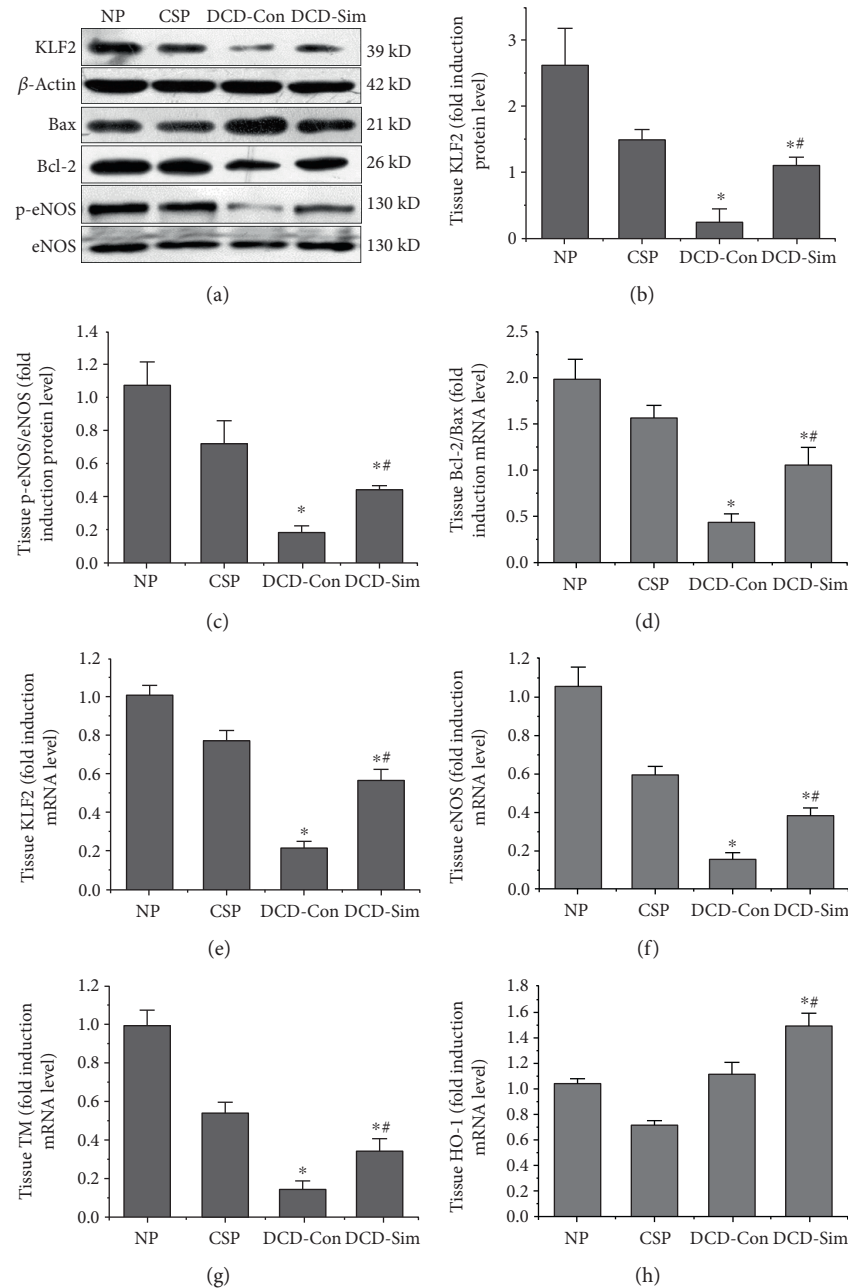 NP CSP DCD-Con DCD-Sim
KLF2 39 kD
β-Actin 42 kD
Bax 21 kD
Bcl-2 26 kD
p-eNOS 130 kD
eNOS 130 kD
(a)
Tissue KLF2 (fold induction
protein level)
3
2
1
0
*
*#
NP CSP DCD-Con DCD-Sim
(b)
Tissue p-eNOS/eNOS (fold
induction protein level)
1.4
1.2
1.0
0.8
0.6
0.4
0.2
0.0
*
*#
NP CSP DCD-Con DCD-Sim
(c)
Tissue Bcl-2/Bax (fold
induction mRNA level)
2.5
2.0
1.5
1.0
0.5
0.0
*
*#
NP CSP DCD-Con DCD-Sim
(d)
Tissue KLF2 (fold induction
mRNA level)
1.2
1.0
0.8
0.6
0.4
0.2
0.0
*
*#
NP CSP DCD-Con DCD-Sim
(e)
Tissue eNOS (fold induction
mRNA level)
1.2
1.0
0.8
0.6
0.4
0.2
0.0
*
*#
NP CSP DCD-Con DCD-Sim
(f)
Tissue TM (fold induction
mRNA level)
1.2
1.0
0.8
0.6
0.4
0.2
0.0
*
*#
NP CSP DCD-Con DCD-Sim
(g)
Tissue HO-1 (fold induction
mRNA level)
1.8
1.6
1.4
1.2
1.0
0.8
0.6
0.4
0.2
0.0
*#
NP CSP DCD-Con DCD-Sim
(h)